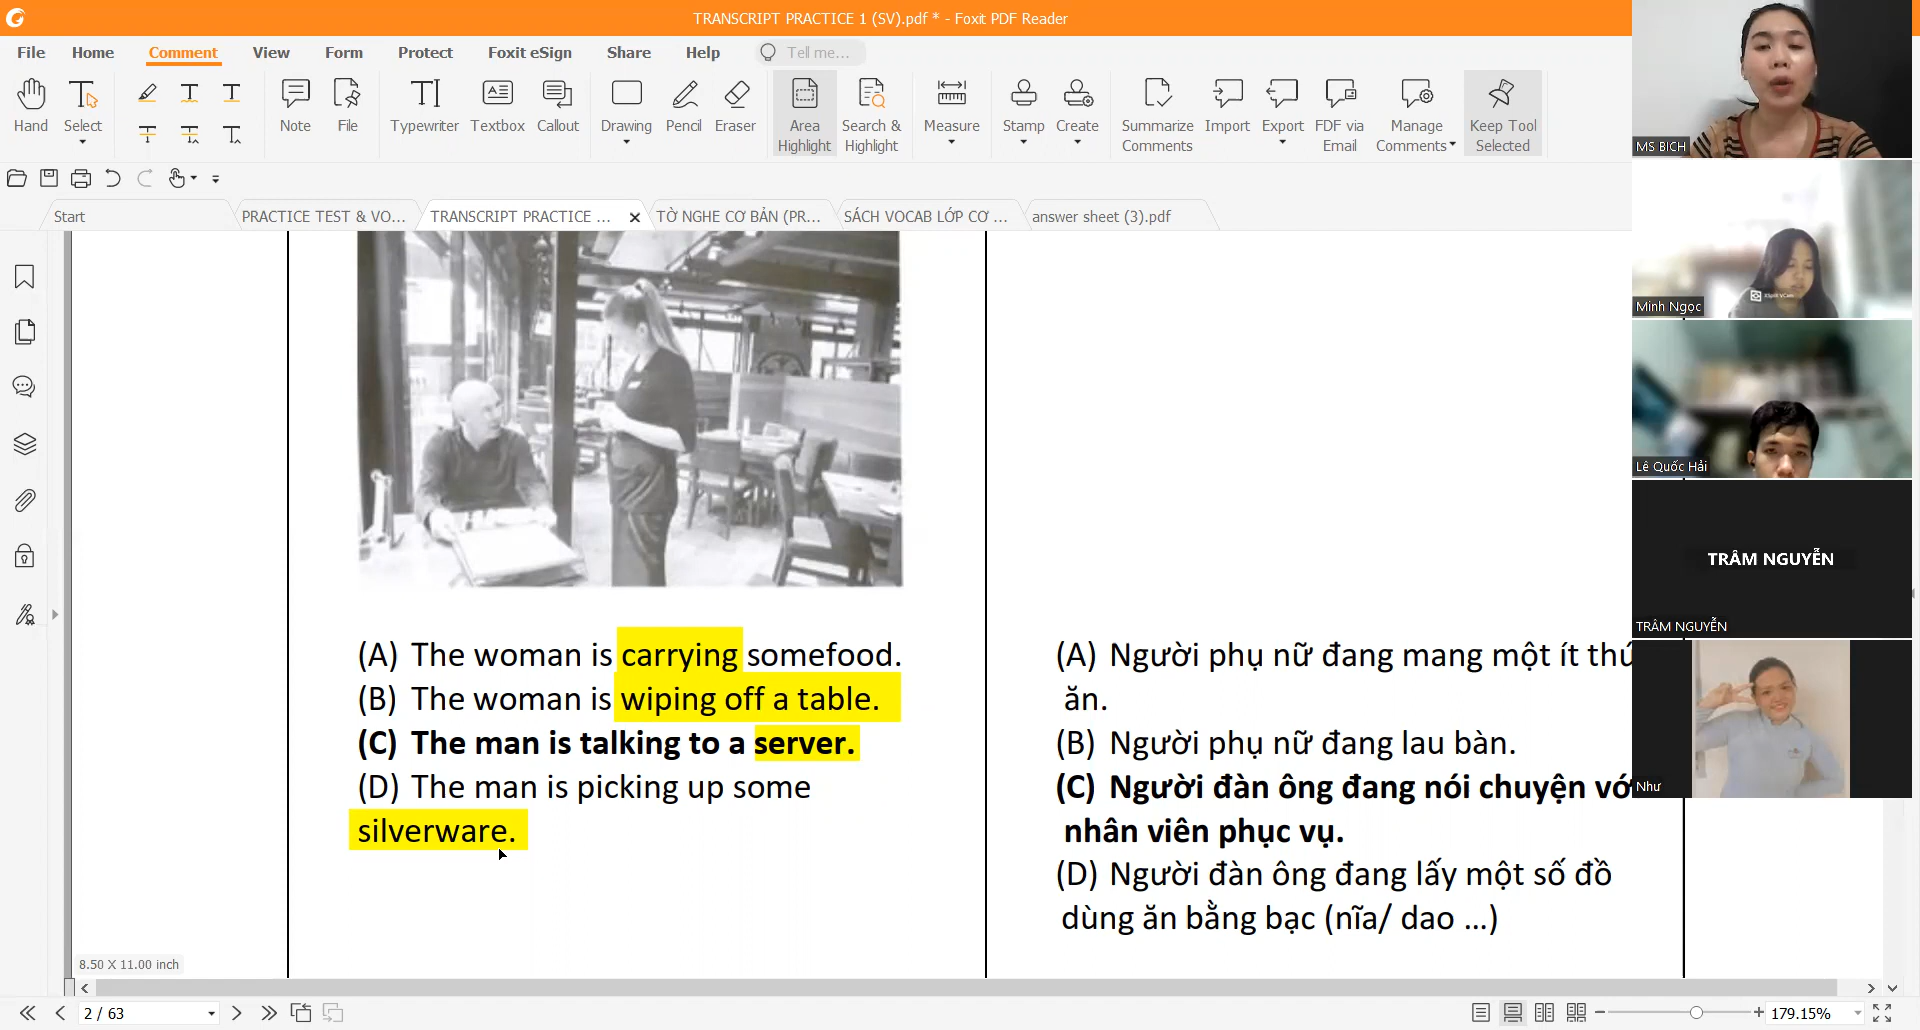 TRANSCRIPT PRACTICE 1 (SV).pdf * - Foxit PDF Reader
File Home Comment View Form Protect Foxit eSign Share Help Tell me...
Hand Select Note File Typewriter Textbox Callout Drawing Pencil Eraser Area Highlight Search & Highlight Measure Stamp Create Summarize Comments Import Export FDF via Email Manage Comments Keep Tool Selected
Start PRACTICE TEST & VO... TRANSCRIPT PRACTICE ... TỜ NGHE CƠ BẢN (PR... SÁCH VOCAB LỚP CƠ ... answer sheet (3).pdf
(A) The woman is carrying somefood.
(B) The woman is wiping off a table.
(C) The man is talking to a server.
(D) The man is picking up some
silverware.
(A) Người phụ nữ đang mang một ít thứ
ăn.
(B) Người phụ nữ đang lau bàn.
(C) Người đàn ông đang nói chuyện vớ
nhân viên phục vụ.
(D) Người đàn ông đang lấy một số đồ
dùng ăn bằng bạc (nĩa/ dao ...)
MS BICH
Minh Ngọc
Lê Quốc Hải
TRÂM NGUYỄN
TRÂM NGUYỄN
Như
8.50 X 11.00 inch
2 / 63
179.15%